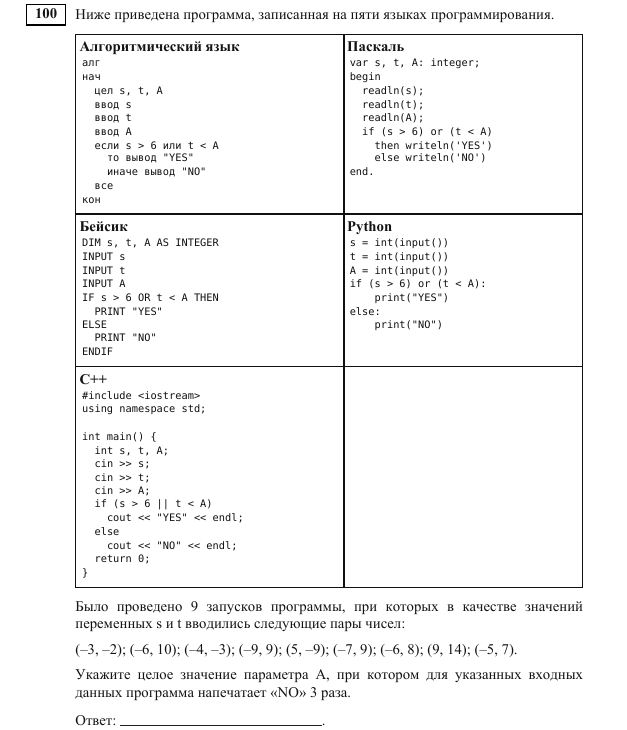 100 Ниже приведена программа, записанная на пяти языках программирования.
Алгоритмический язык
алг
нач
  цел s, t, A
  ввод s
  ввод t
  ввод A
  если s > 6 или t < A
    то вывод "YES"
    иначе вывод "NO"
  все
кон
Паскаль
var s, t, A: integer;
begin
  readln(s);
  readln(t);
  readln(A);
  if (s > 6) or (t < A)
    then writeln('YES')
    else writeln('NO')
end.
Бейсик
DIM s, t, A AS INTEGER
INPUT s
INPUT t
INPUT A
IF s > 6 OR t < A THEN
  PRINT "YES"
ELSE
  PRINT "NO"
ENDIF
Python
s = int(input())
t = int(input())
A = int(input())
if (s > 6) or (t < A):
    print("YES")
else:
    print("NO")
C++
#include <iostream>
using namespace std;
int main() {
  int s, t, A;
  cin >> s;
  cin >> t;
  cin >> A;
  if (s > 6 || t < A)
    cout << "YES" << endl;
  else
    cout << "NO" << endl;
  return 0;
}
Было проведено 9 запусков программы, при которых в качестве значений
переменных s и t вводились следующие пары чисел:
(–3, –2); (–6, 10); (–4, –3); (–9, 9); (5, –9); (–7, 9); (–6, 8); (9, 14); (–5, 7).
Укажите целое значение параметра A, при котором для указанных входных
данных программа напечатает «NO» 3 раза.
Ответ: ____________________________.